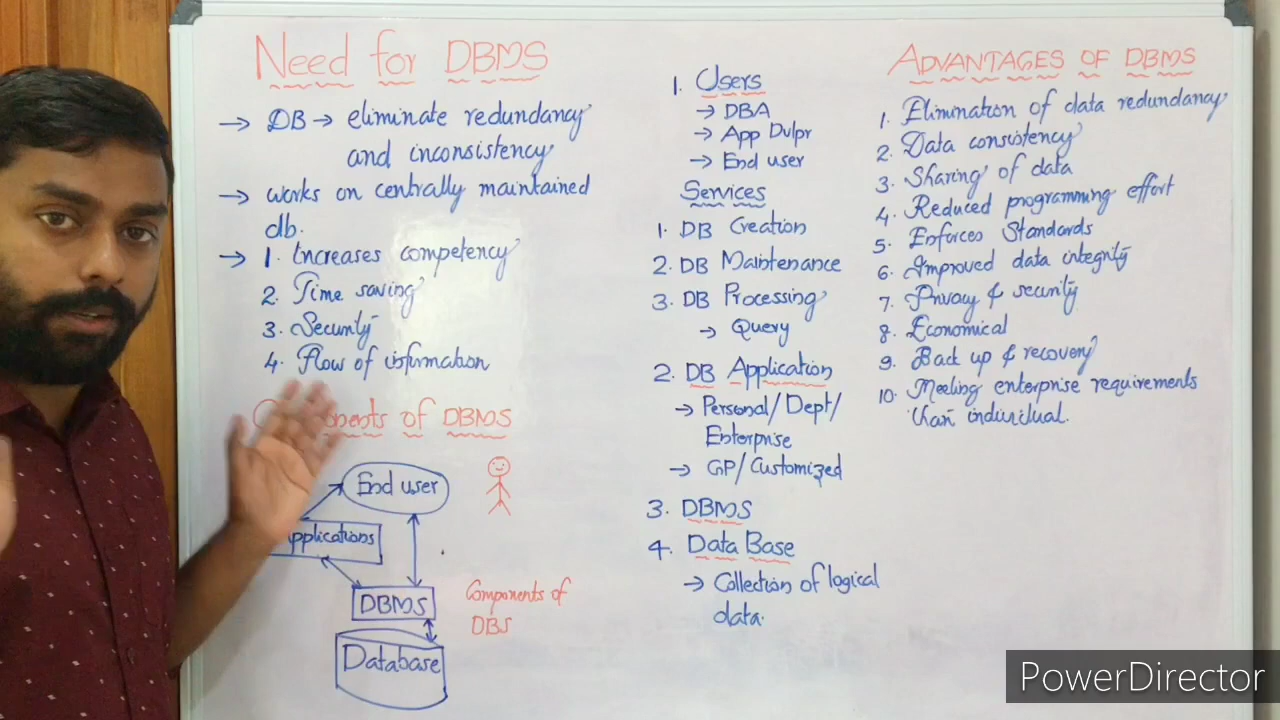 Need for DBMS
→ DB → eliminate redundancy
and inconsistency
→ works on centrally maintained
db.
→ 1. Increases competency
2. Time saving
3. Security
4. Flow of information
of DBMS
End user
DBMS
Database
Components of
DBS
1. Users
→ DBA
→ App Dvlpr
→ End user
Services
1. DB Creation
2. DB Maintenance
3. DB Processing
→ Query
2. DB Application
→ Personal/Dept/
Enterprise
→ GP/Customized
3. DBMS
4. Data Base
→ Collection of logical
data.
ADVANTAGES OF DBMS
1. Elimination of data redundancy
2. Data consistency
3. Sharing of data
4. Reduced programming effort
5. Enforces Standards
6. Improved data integrity
7. Privacy & security
8. Economical
9. Back up & recovery
10. Meeting enterprise requirements
than individual.
PowerDirector